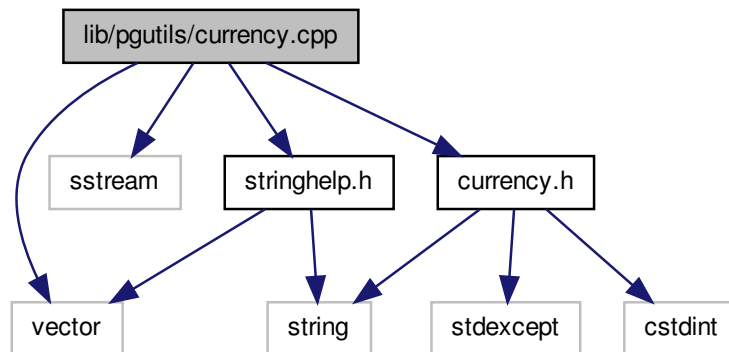 lib/pgutils/currency.cpp
sstream
stringhelp.h
currency.h
vector
string
stdexcept
cstdint